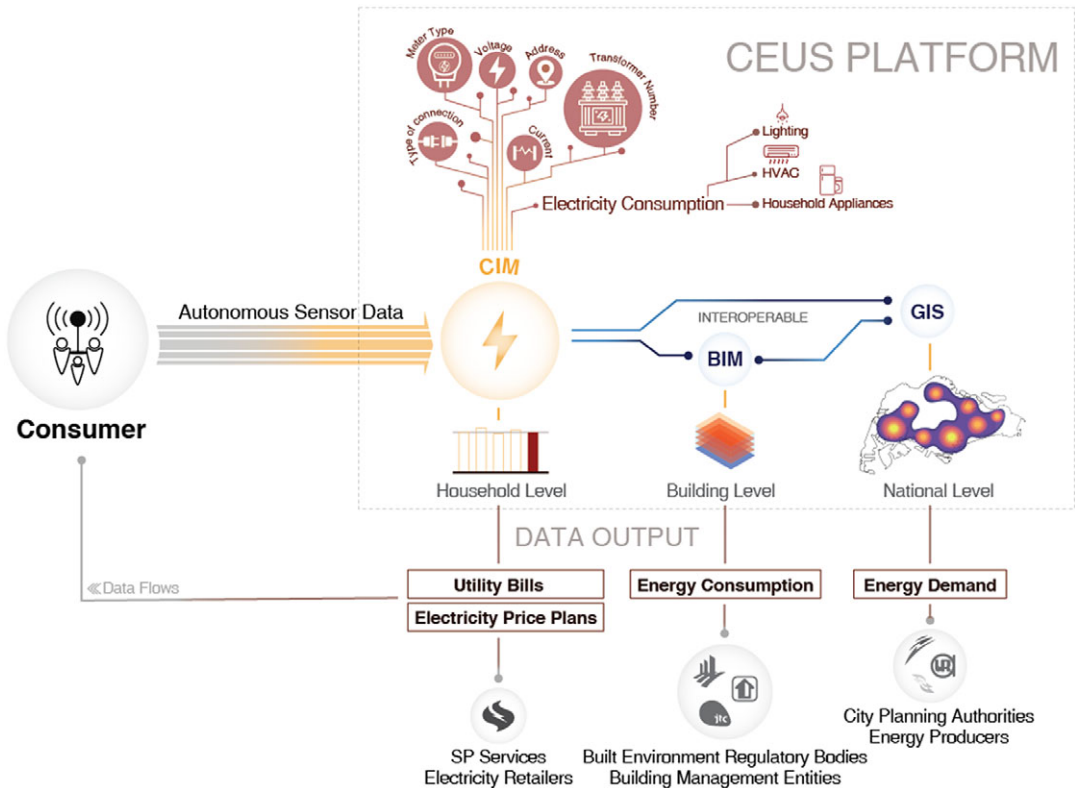 CEUS PLATFORM
Meter Type
Voltage
Address
Transformer Number
Type of connection
Current
Lighting
HVAG
Electricity Consumption
Household Appliances
CIM
Autonomous Sensor Data
INTEROPERABLE
GIS
BIM
Consumer
Household Level
Building Level
National Level
DATA OUTPUT
Data Flows
Utility Bills
Energy Consumption
Energy Demand
Electricity Price Plans
jtc
SP Services
Electricity Retailers
Built Environment Regulatory Bodies
Building Management Entities
City Planning Authorities
Energy Producers